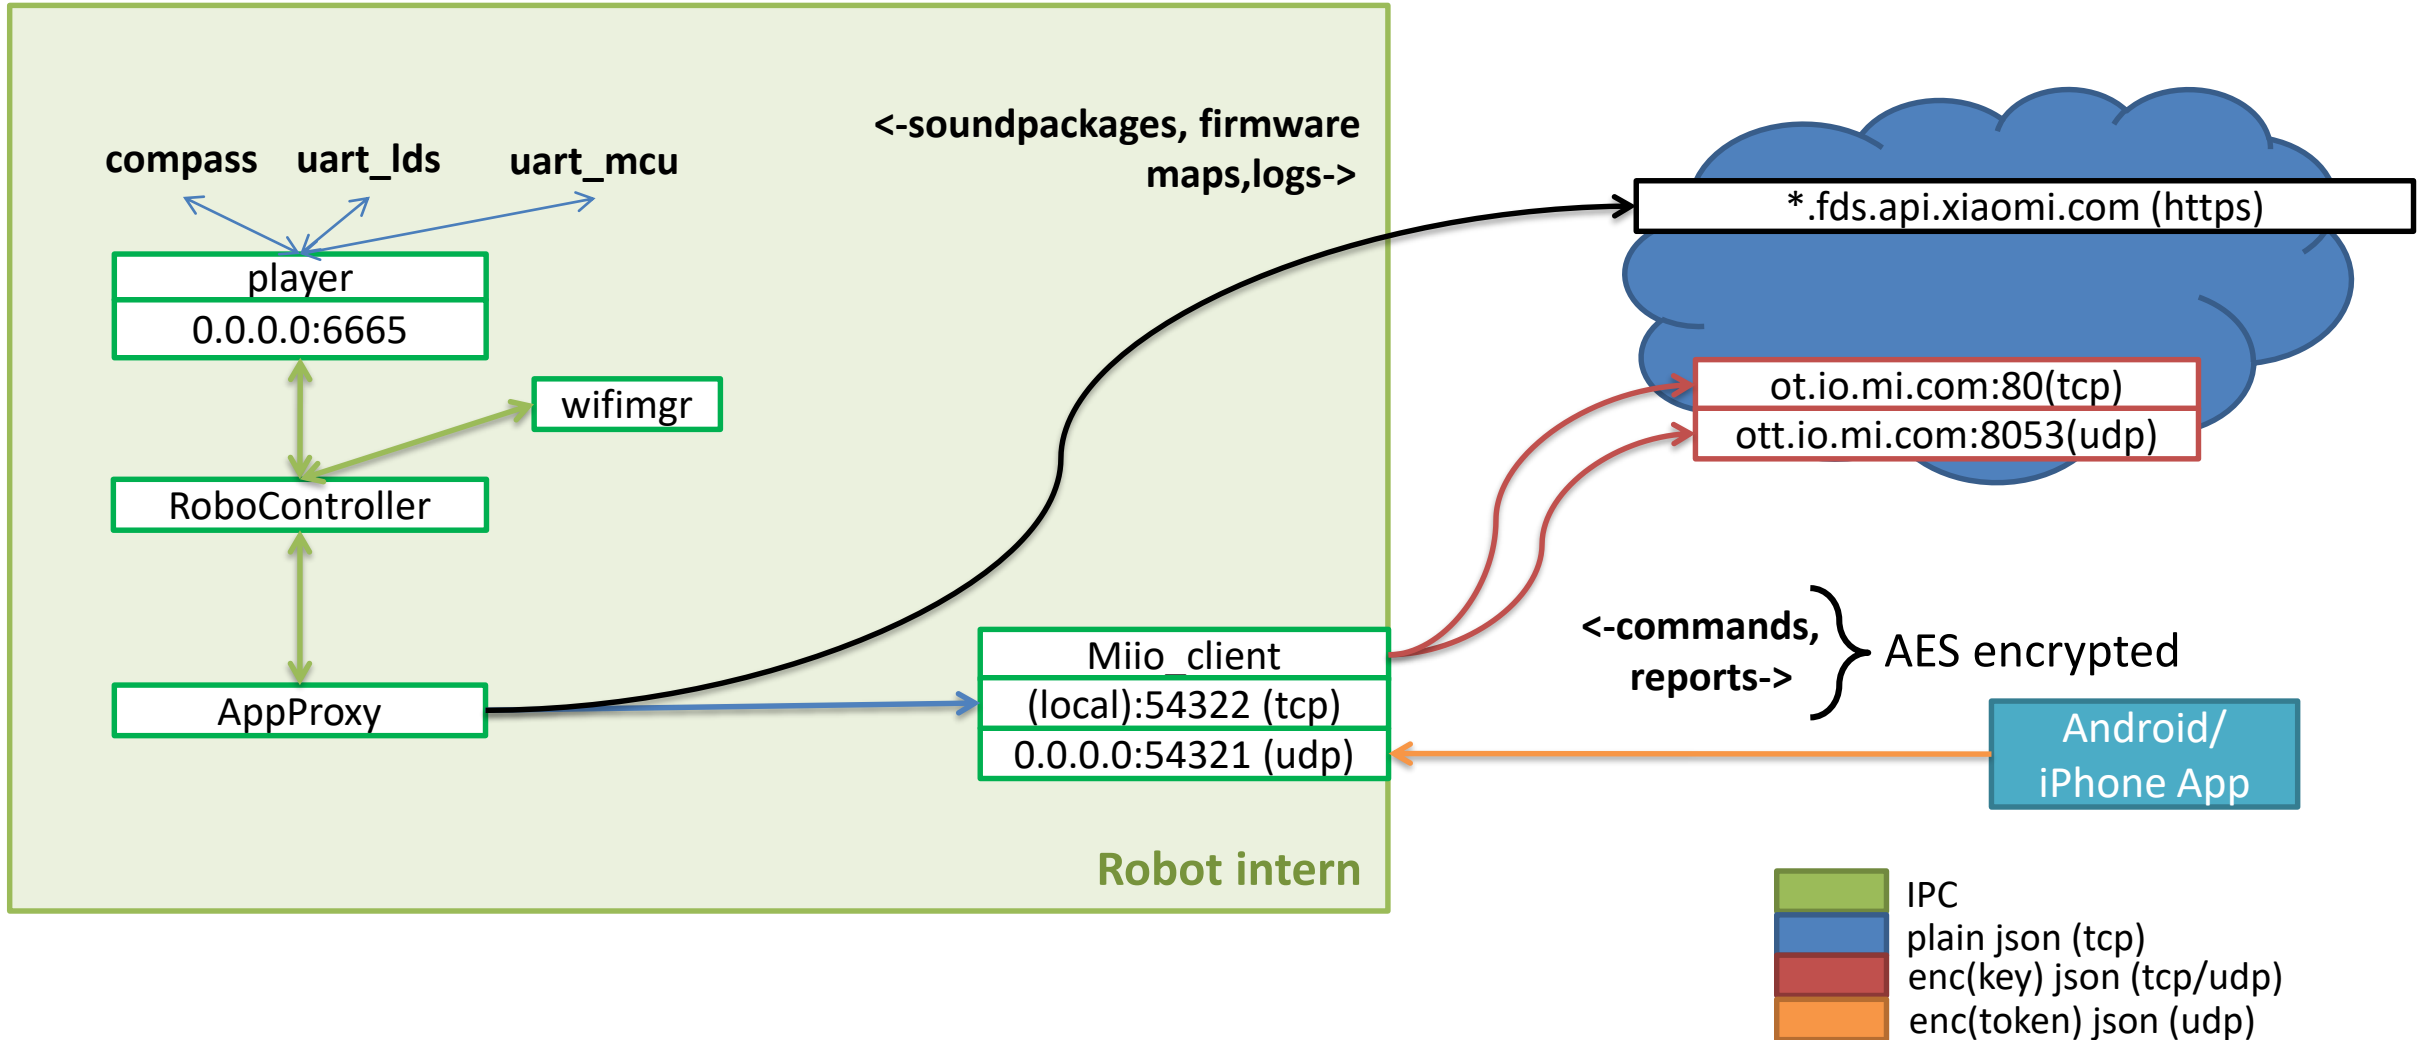 <-soundpackages, firmware
maps,logs->
compass
uart_lds
uart_mcu
*.fds.api.xiaomi.com (https)
player
0.0.0.0:6665
wifimgr
ot.io.mi.com:80(tcp)
ott.io.mi.com:8053(udp)
RoboController
<-commands,
reports->
AES encrypted
Miio_client
(local):54322 (tcp)
0.0.0.0:54321 (udp)
AppProxy
Android/
iPhone App
Robot intern
IPC
plain json (tcp)
enc(key) json (tcp/udp)
enc(token) json (udp)